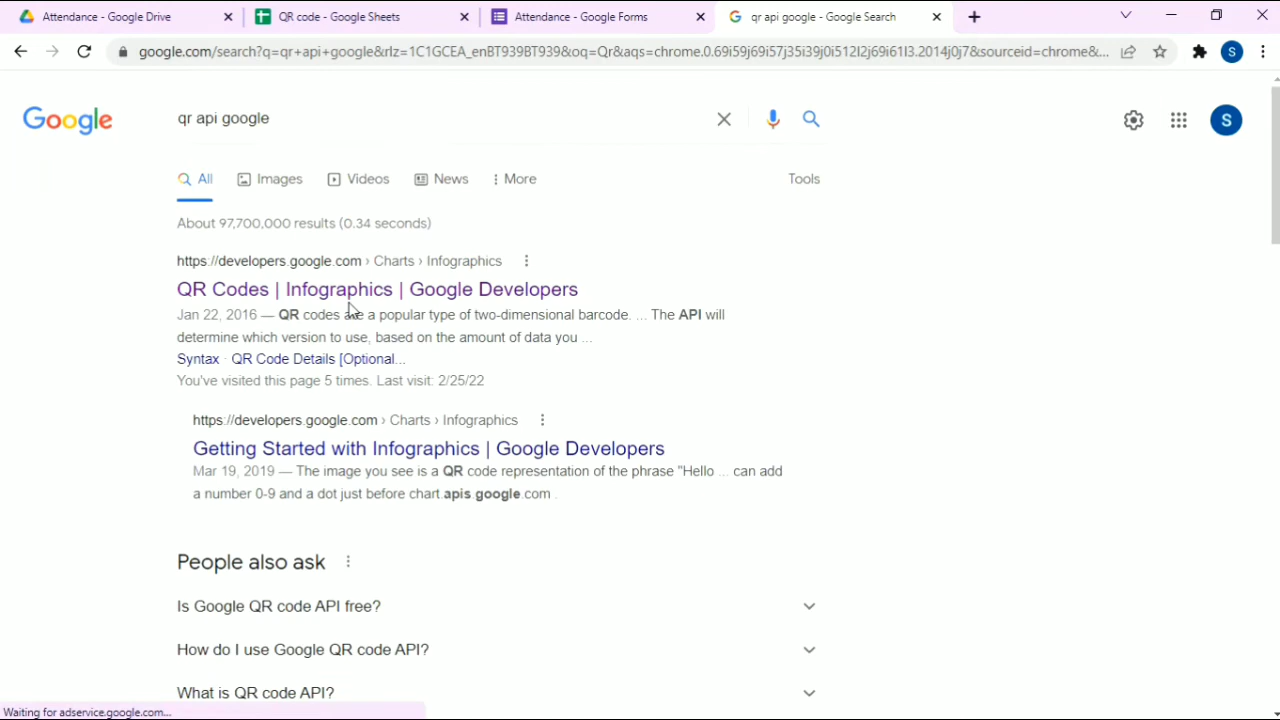 Attendance - Google Drive
QR code - Google Sheets
Attendance - Google Forms
qr api google - Google Search
google.com/search?q=qr+api+google&rlz=1C1GCEA_enBT939BT939&oq=Qr&aqs=chrome.0.69i59j69i57j35i39j0i512l2j69i61l3.2014j0j7&sourceid=chrome&...
S
Google
qr api google
S
All
Images
Videos
News
More
Tools
About 97,700,000 results (0.34 seconds)
https://developers.google.com › Charts › Infographics
QR Codes | Infographics | Google Developers
Jan 22, 2016 — QR codes are a popular type of two-dimensional barcode. ... The API will
determine which version to use, based on the amount of data you ...
Syntax · QR Code Details [Optional...
You've visited this page 5 times. Last visit: 2/25/22
https://developers.google.com › Charts › Infographics
Getting Started with Infographics | Google Developers
Mar 19, 2019 — The image you see is a QR code representation of the phrase "Hello ... can add
a number 0-9 and a dot just before chart.apis.google.com .
People also ask
Is Google QR code API free?
How do I use Google QR code API?
What is QR code API?
Waiting for adservice.google.com...